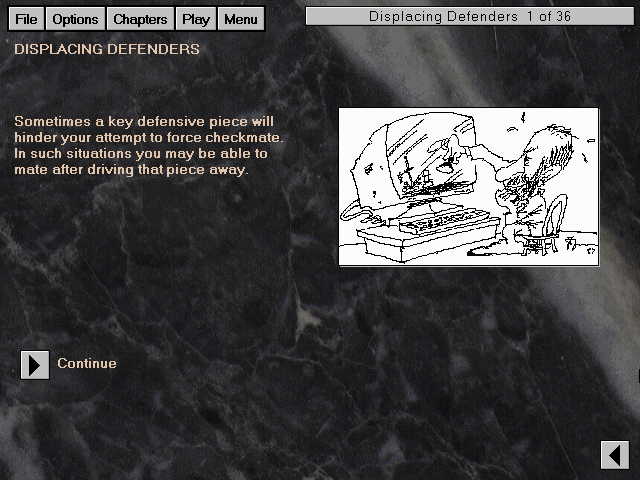 File Options Chapters Play Menu
Displacing Defenders 1 of 36
DISPLACING DEFENDERS
Sometimes a key defensive piece will
hinder your attempt to force checkmate.
In such situations you may be able to
mate after driving that piece away.
Continue